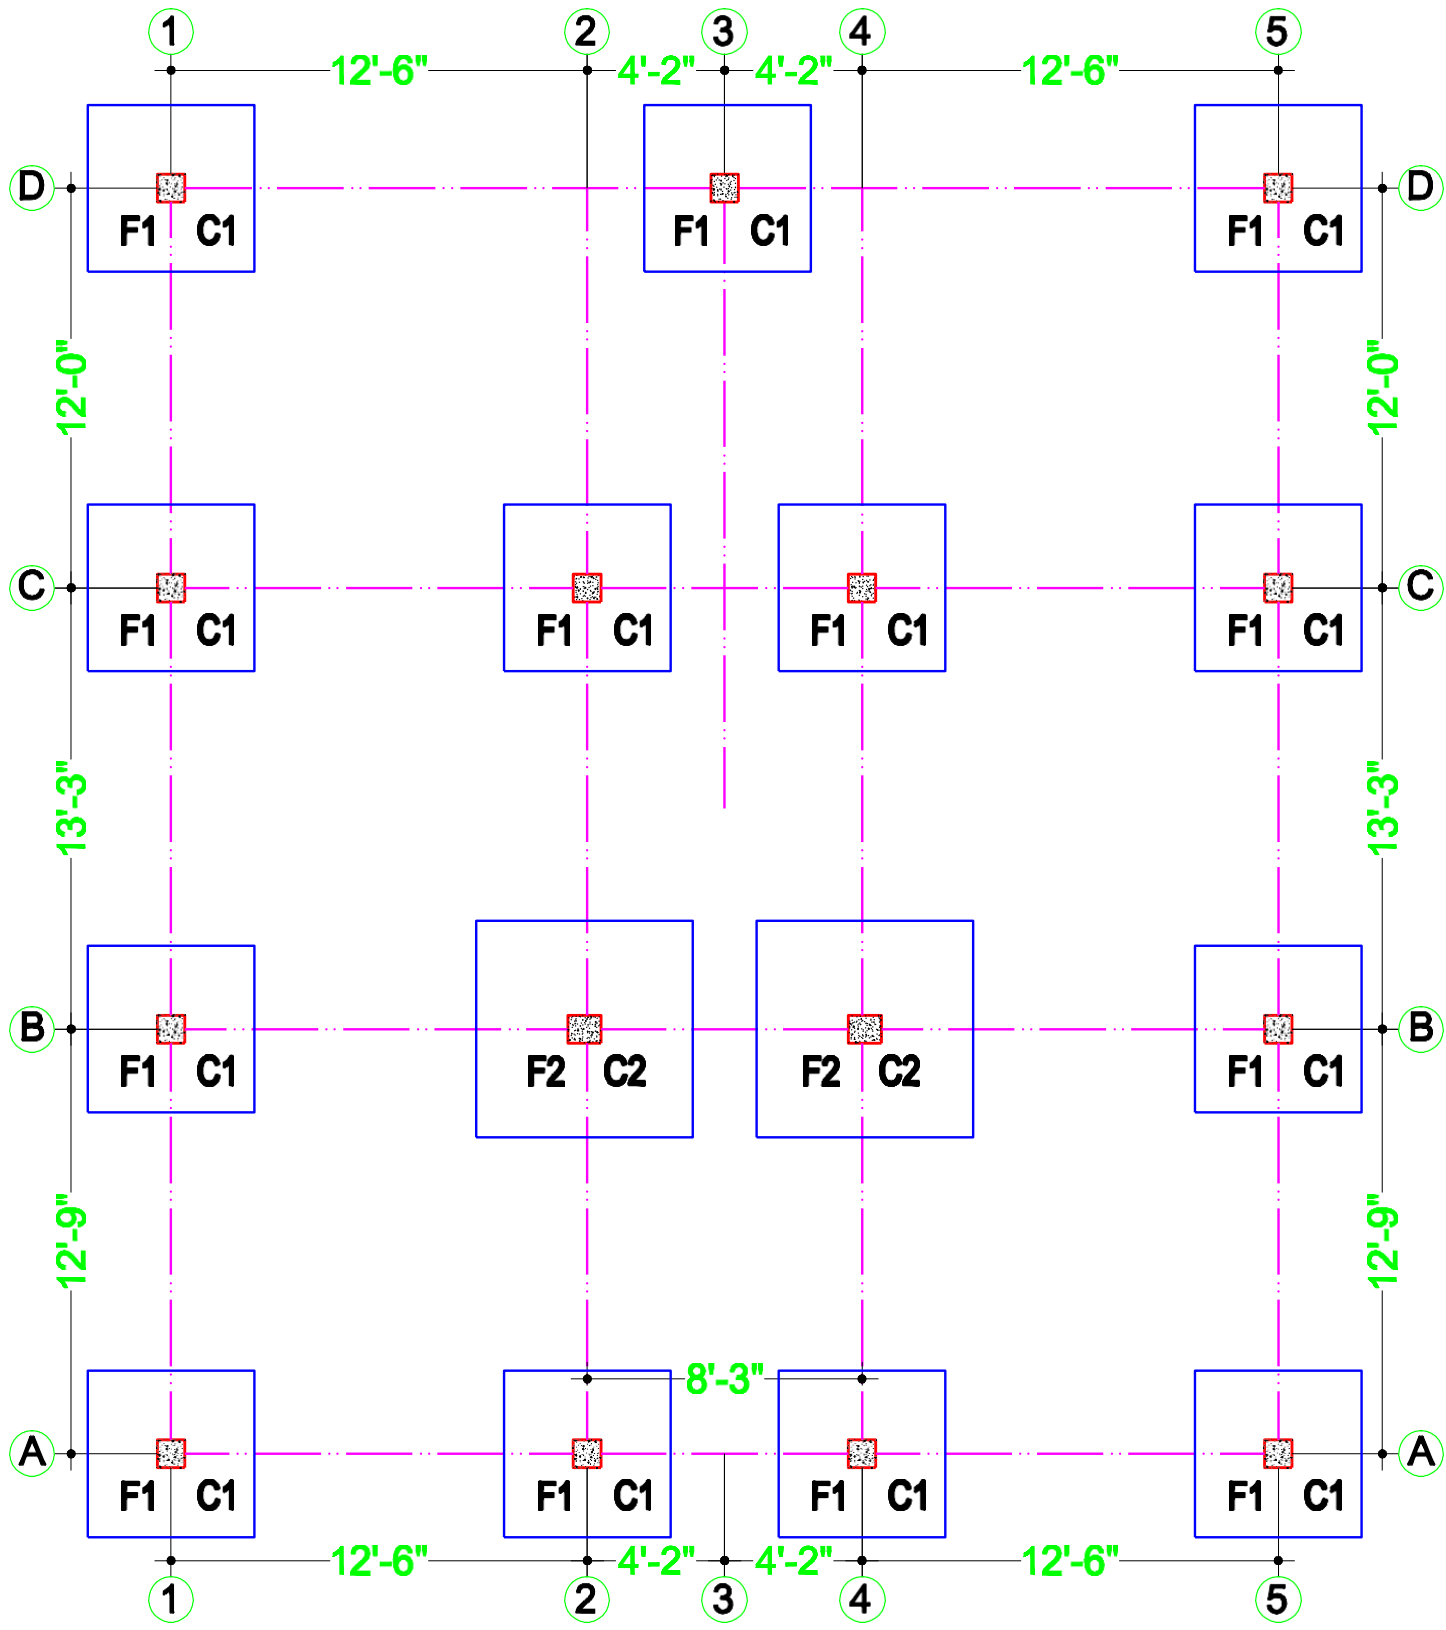 1 2 3 4 5
12'-6" 4'-2" 4'-2" 12'-6"
D D
F1 C1 F1 C1 F1 C1
12'-0" 12'-0"
C C
F1 C1 F1 C1 F1 C1 F1 C1
13'-3" 13'-3"
B B
F1 C1 F2 C2 F2 C2 F1 C1
12'-9" 12'-9"
8'-3"
A A
F1 C1 F1 C1 F1 C1 F1 C1
12'-6" 4'-2" 4'-2" 12'-6"
1 2 3 4 5